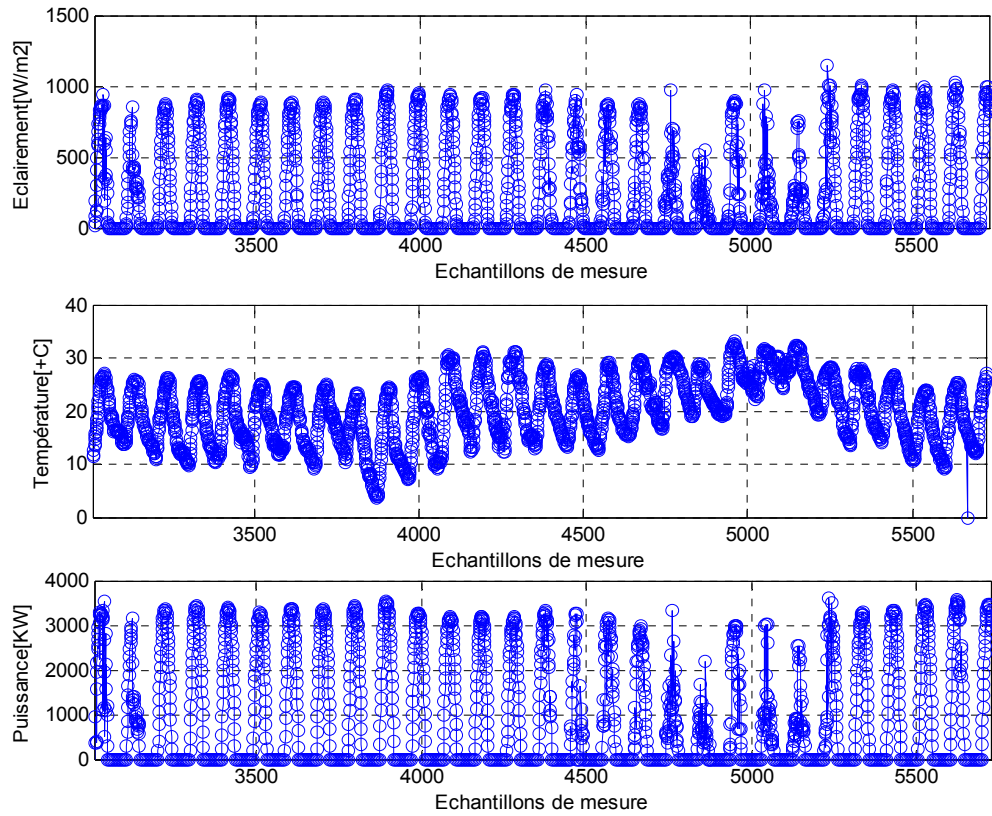 1500
1000
500
0
Eclairement[W/m2]
3500 4000 4500 5000 5500
Echantillons de mesure
40
30
20
10
0
Température[+C]
3500 4000 4500 5000 5500
Echantillons de mesure
4000
3000
2000
1000
0
Puissance[KW]
3500 4000 4500 5000 5500
Echantillons de mesure